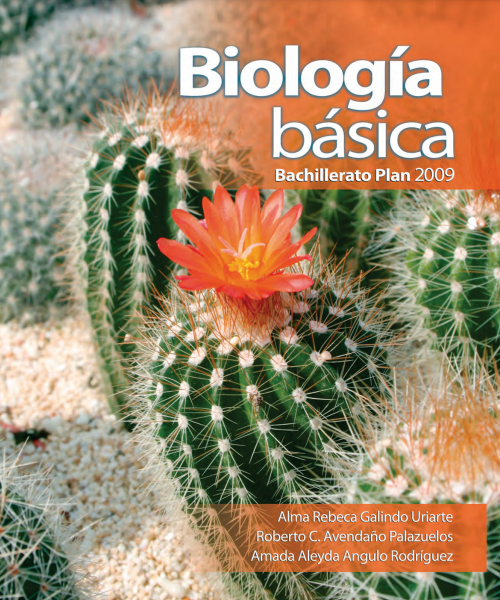 Biología
básica
Bachillerato Plan 2009
Alma Rebeca Galindo Uriarte
Roberto C. Avendaño Palazuelos
Amada Aleyda Angulo Rodríguez